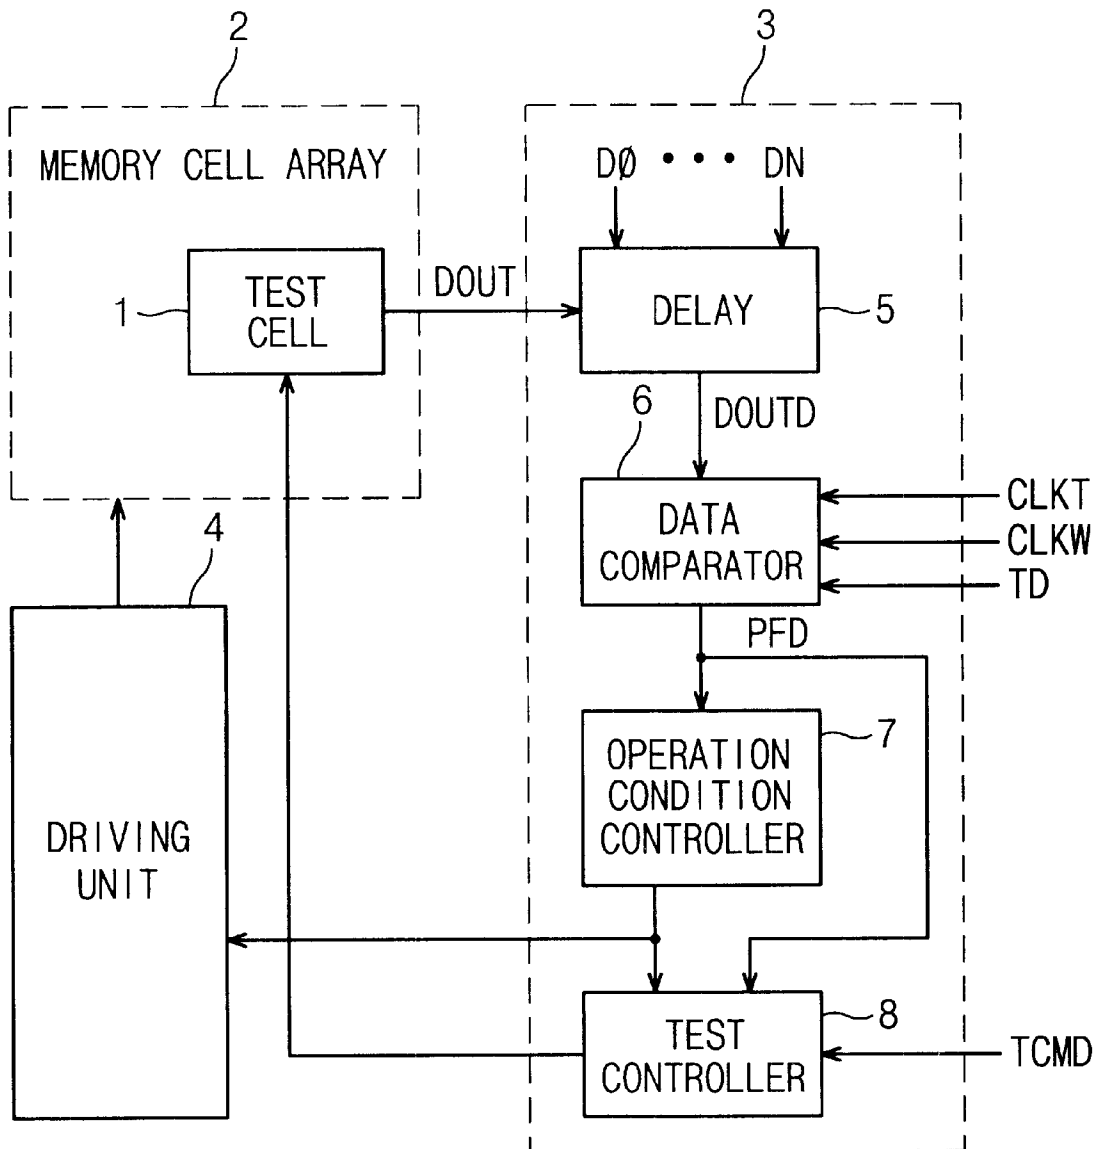 2
3
MEMORY CELL ARRAY
DØ • • • DN
1
TEST
CELL
DOUT
DELAY
5
6
DOUTD
DATA
COMPARATOR
CLKT
CLKW
TD
4
PFD
OPERATION
CONDITION
CONTROLLER
7
DRIVING
UNIT
TEST
CONTROLLER
8
TCMD